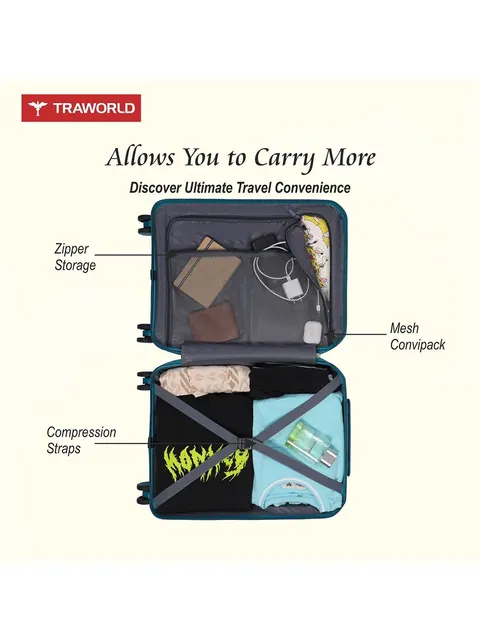 TRAWORLD
Allows You to Carry More
Discover Ultimate Travel Convenience
Zipper
Storage
Mesh
Convipack
Compression
Straps